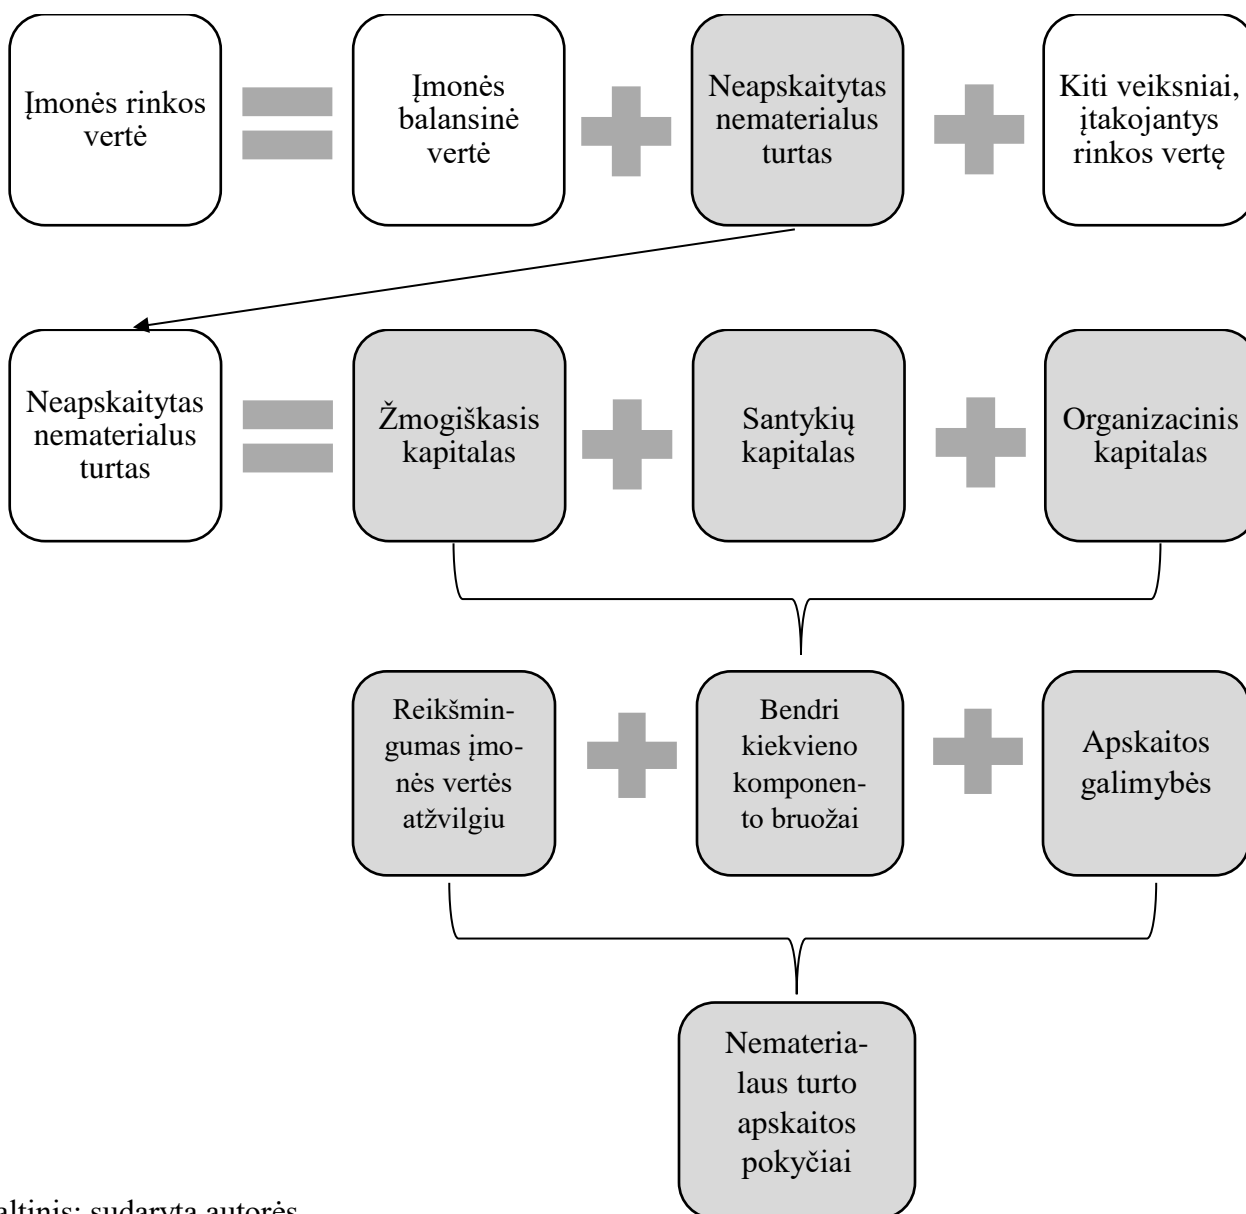 Įmonės rinkos
vertė
Įmonės
balansinė
vertė
Neapskaitytas
nematerialus
turtas
Kiti veiksniai,
įtakojantys
rinkos vertę
Neapskaitytas
nematerialus
turtas
Žmogiškasis
kapitalas
Santykių
kapitalas
Organizacinis
kapitalas
Reikšmin-
gumas įmo-
nės vertės
atžvilgiu
Bendri
kiekvieno
komponen-
to bruožai
Apskaitos
galimybės
Nemateria-
laus turto
apskaitos
pokyčiai
altinis: sudaryta autorės